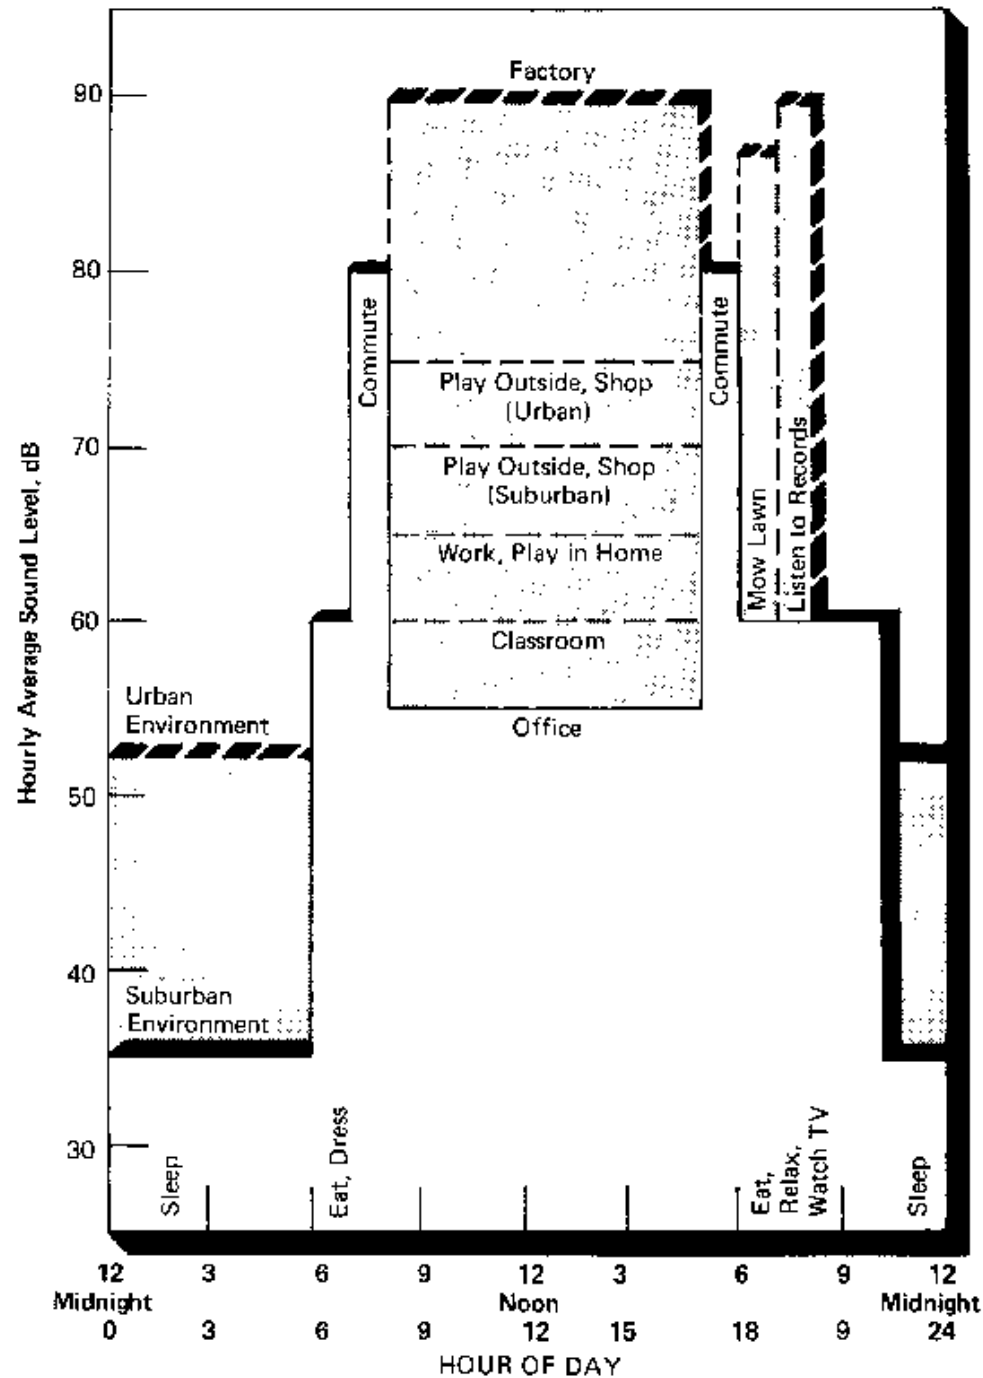 Factory
90
80
Commute
Commute
Play Outside, Shop
(Urban)
70
Play Outside, Shop
(Suburban)
Work, Play in Home
Mow Lawn
Listen to Records
60
Classroom
Office
Urban
Environment
50
40
Suburban
Environment
30
Hourly Average Sound Level, dB
Sleep
Eat, Dress
Eat,
Relax,
Watch TV
Sleep
12 3 6 9 12 3 6 9 12
Midnight Noon Midnight
0 3 6 9 12 15 18 9 24
HOUR OF DAY